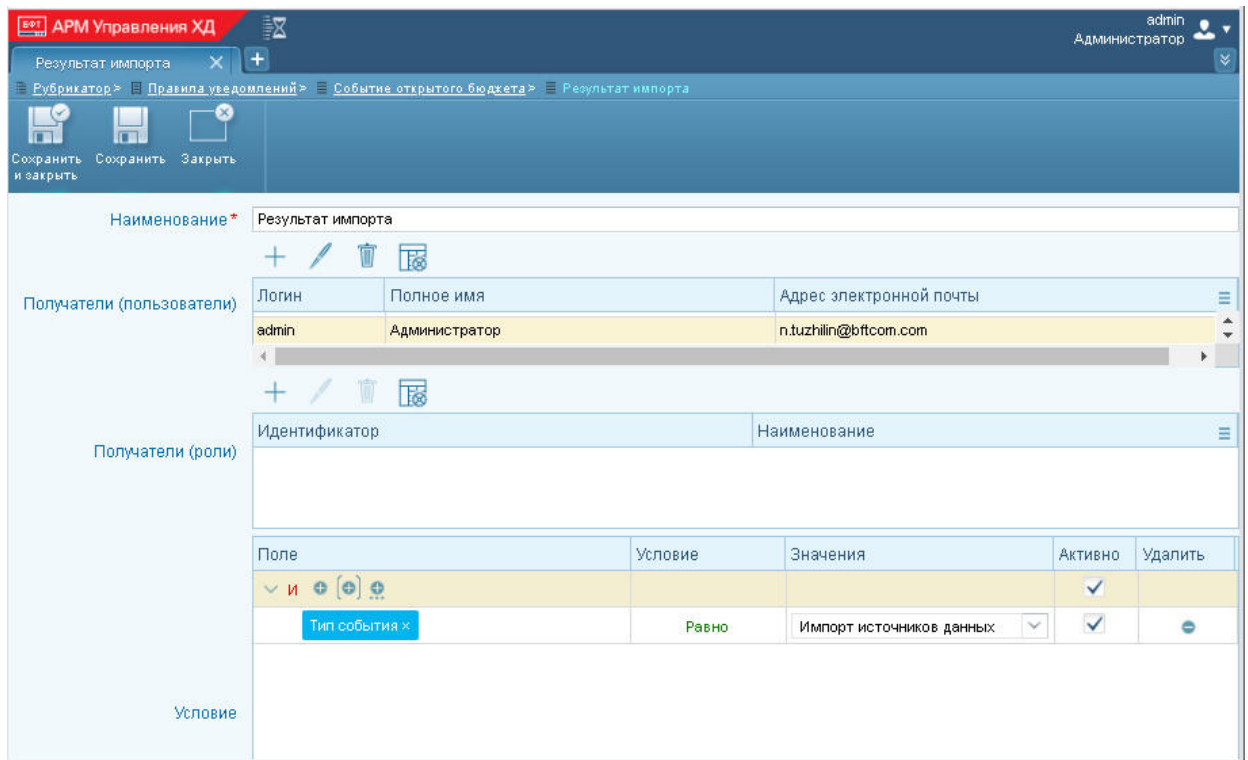 БФТ АРМ Управления ХД
admin
Администратор
Результат импорта
Рубрикатор> Правила уведомлений> Событие открытого бюджета> Результат импорта
Сохранить и закрыть
Сохранить
Закрыть
Наименование* Результат импорта
Получатели (пользователи)
Логин Полное имя Адрес электронной почты
admin Администратор n.tuzhilin@bftcom.com
Получатели (роли)
Идентификатор Наименование
Поле Условие Значения Активно Удалить
И
Тип события × Равно Импорт источников данных
Условие